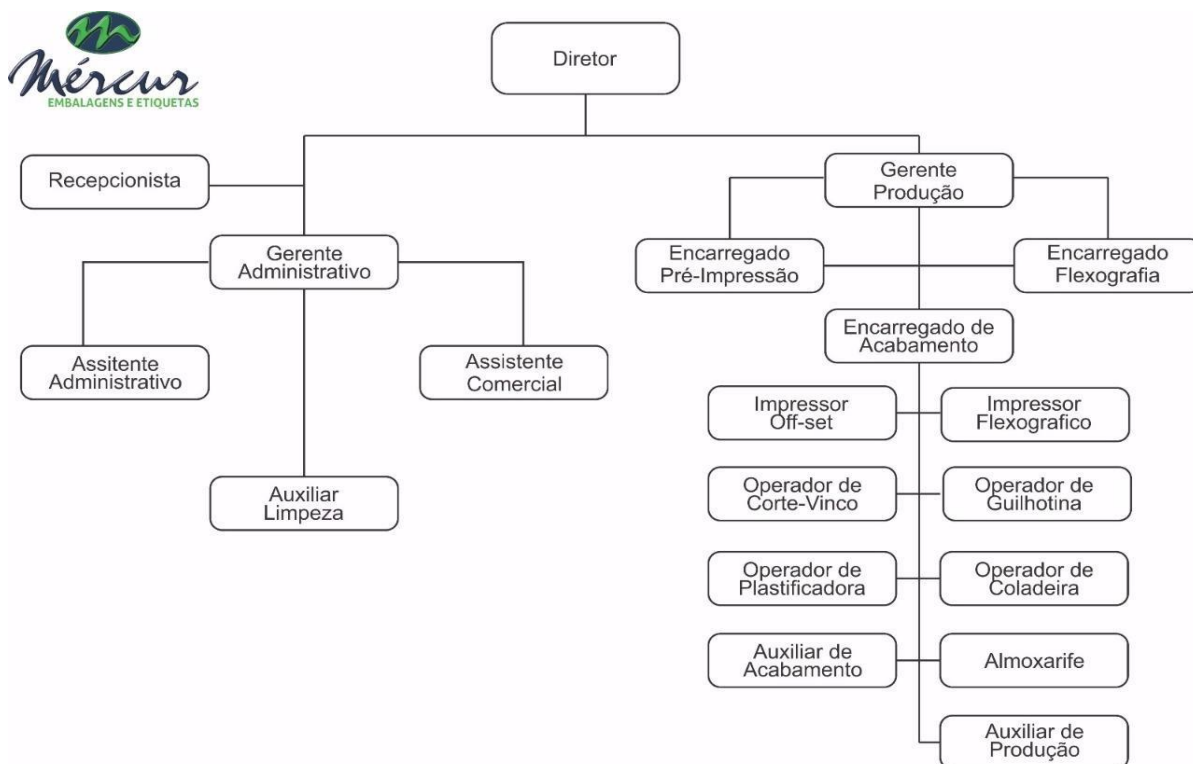 Mércur
EMBALAGENS E ETIQUETAS
Diretor
Recepcionista
Gerente
Produção
Gerente
Administrativo
Encarregado
Pré-Impressão
Encarregado
Flexografia
Assitente
Administrativo
Assistente
Comercial
Encarregado de
Acabamento
Impressor
Off-set
Impressor
Flexografico
Auxiliar
Limpeza
Operador de
Corte-Vinco
Operador de
Guilhotina
Operador de
Plastificadora
Operador de
Coladeira
Auxiliar de
Acabamento
Almoxarife
Auxiliar de
Produção